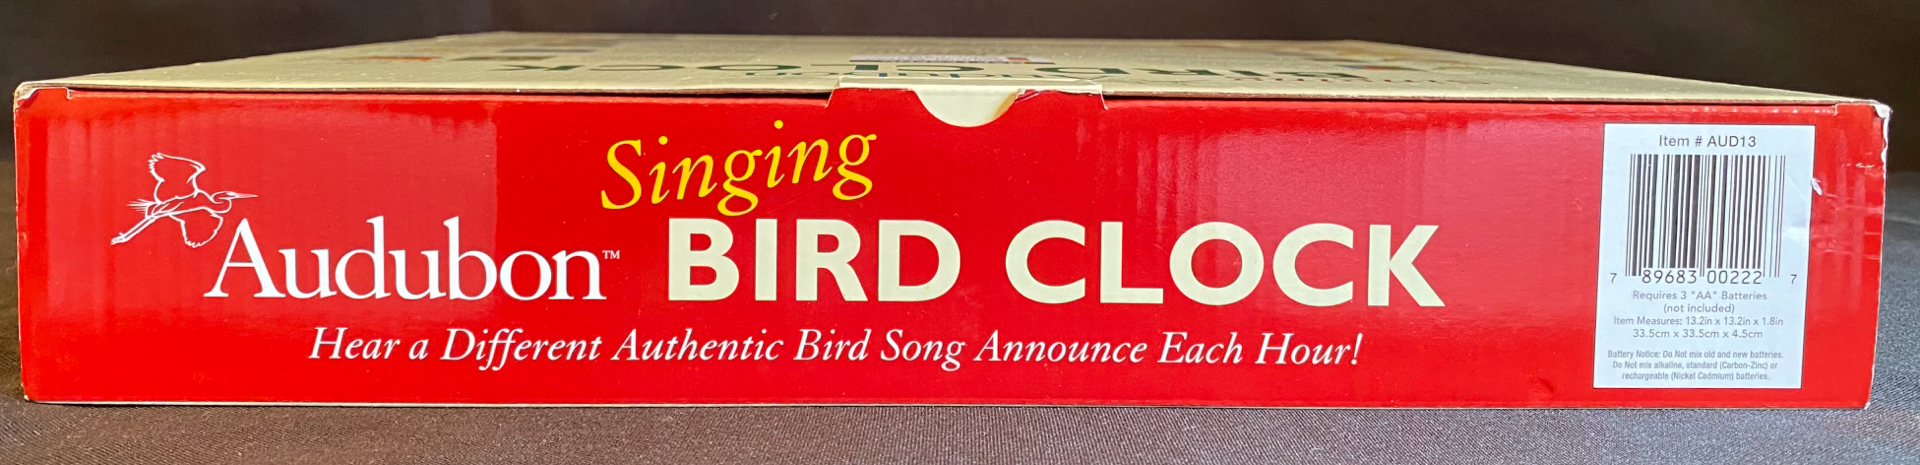 Singing
Audubon™ BIRD CLOCK
Hear a Different Authentic Bird Song Announce Each Hour!
Item # AUD13
7 89683 00222 7
Requires 3 "AA" Batteries
(not included)
Item Measures: 13.2in x 13.2in x 1.8in
33.5cm x 33.5cm x 4.5cm
Battery Notice: Do Not mix old and new batteries.
Do Not mix alkaline, standard (Carbon-Zinc) or
rechargeable (Nickel Cadmium) batteries.